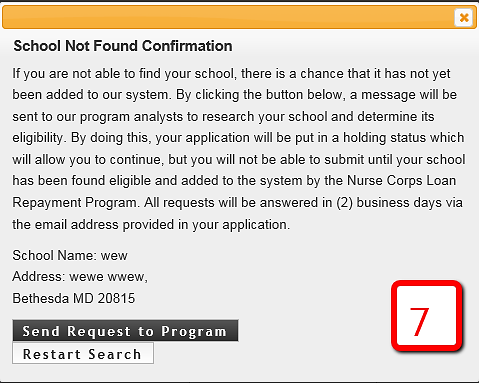 School Not Found Confirmation
If you are not able to find your school, there is a chance that it has not yet
been added to our system. By clicking the button below, a message will be
sent to our program analysts to research your school and determine its
eligibility. By doing this, your application will be put in a holding status which
will allow you to continue, but you will not be able to submit until your school
has been found eligible and added to the system by the Nurse Corps Loan
Repayment Program. All requests will be answered in (2) business days via
the email address provided in your application.
School Name: wew
Address: wewe wwew,
Bethesda MD 20815
Send Request to Program
Restart Search
7